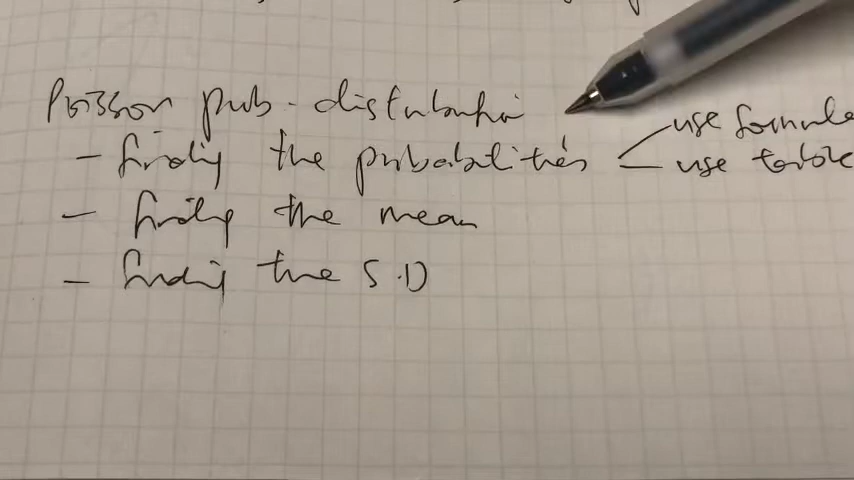 Poisson prob. distribution
- finding the probabilities < use formula
- use table
- finding the mean
- finding the S.D